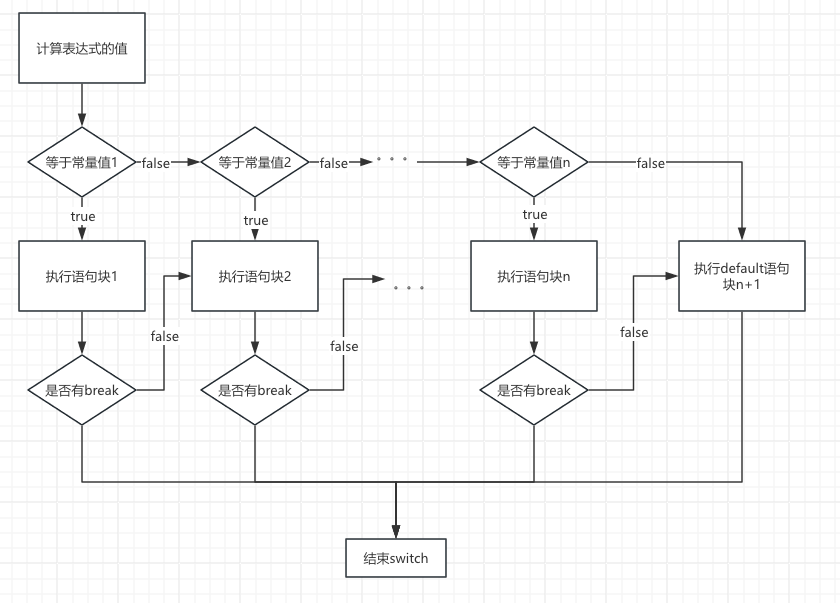 计算表达式的值
等于常量值1
false
等于常量值2
false
· · ·
等于常量值n
false
true
true
true
执行语句块1
执行语句块2
· · ·
执行语句块n
执行default语句
块n+1
false
false
false
是否有break
是否有break
是否有break
结束switch